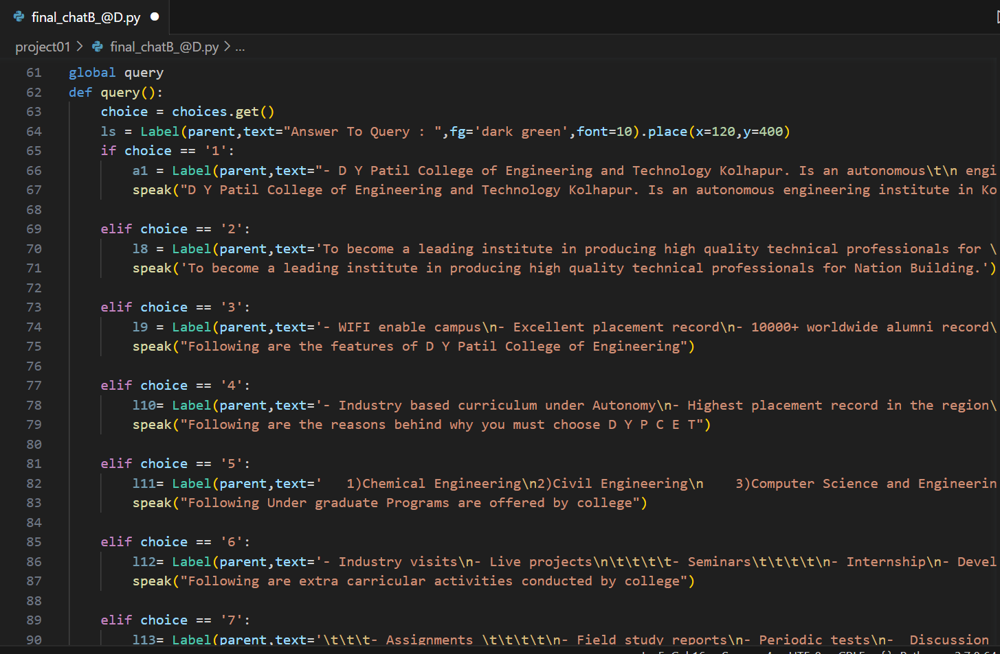 final_chatB_@D.py
project01 > final_chatB_@D.py > ...
61 global query
62 def query():
63     choice = choices.get()
64     ls = Label(parent,text="Answer To Query : ",fg='dark green',font=10).place(x=120,y=400)
65     if choice == '1':
66         a1 = Label(parent,text="- D Y Patil College of Engineering and Technology Kolhapur. Is an autonomous\t\n engi
67         speak("D Y Patil College of Engineering and Technology Kolhapur. Is an autonomous engineering institute in Ko
68
69     elif choice == '2':
70         l8 = Label(parent,text='To become a leading institute in producing high quality technical professionals for \
71         speak('To become a leading institute in producing high quality technical professionals for Nation Building.')
72
73     elif choice == '3':
74         l9 = Label(parent,text='- WIFI enable campus\n- Excellent placement record\n- 10000+ worldwide alumni record\
75         speak("Following are the features of D Y Patil College of Engineering")
76
77     elif choice == '4':
78         l10= Label(parent,text='- Industry based curriculum under Autonomy\n- Highest placement record in the region\
79         speak("Following are the reasons behind why you must choose D Y P C E T")
80
81     elif choice == '5':
82         l11= Label(parent,text='   1)Chemical Engineering\n2)Civil Engineering\n    3)Computer Science and Engineerin
83         speak("Following Under graduate Programs are offered by college")
84
85     elif choice == '6':
86         l12= Label(parent,text='- Industry visits\n- Live projects\n\t\t\t\t- Seminars\t\t\t\t\n- Internship\n- Devel
87         speak("Following are extra carricular activities conducted by college")
88
89     elif choice == '7':
90         l13= Label(parent,text='\t\t\t- Assignments \t\t\t\t\n- Field study reports\n- Periodic tests\n-  Discussion